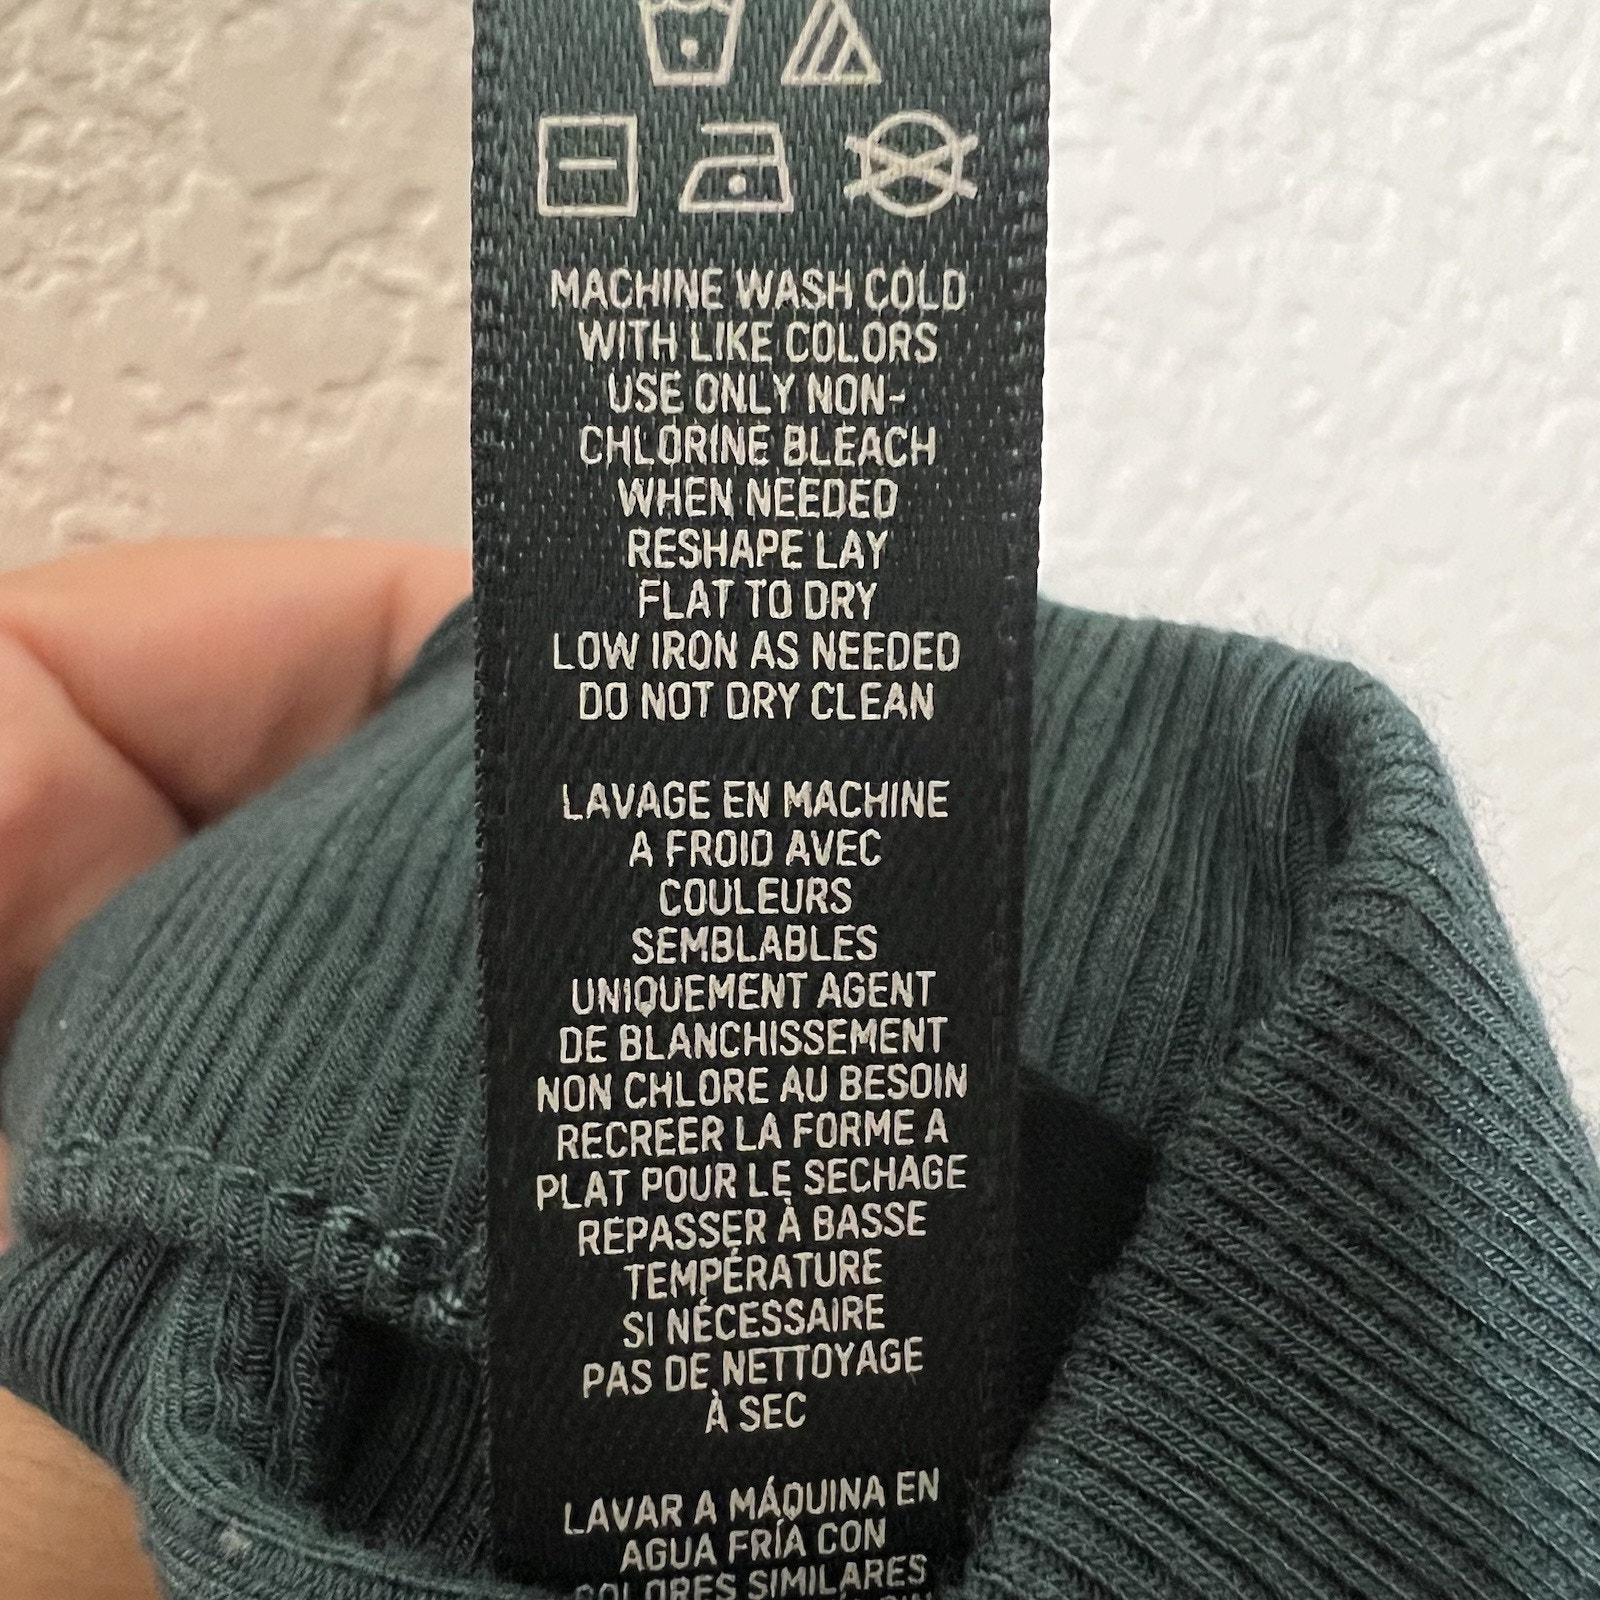 MACHINE WASH COLD
WITH LIKE COLORS
USE ONLY NON-
CHLORINE BLEACH
WHEN NEEDED
RESHAPE LAY
FLAT TO DRY
LOW IRON AS NEEDED
DO NOT DRY CLEAN
LAVAGE EN MACHINE
A FROID AVEC
COULEURS
SEMBLABLES
UNIQUEMENT AGENT
DE BLANCHISSEMENT
NON CHLORE AU BESOIN
RECREER LA FORME A
PLAT POUR LE SECHAGE
REPASSER À BASSE
TEMPÉRATURE
SI NÉCESSAIRE
PAS DE NETTOYAGE
À SEC
LAVAR A MÁQUINA EN
AGUA FRÍA CON
COLORES SIMILARES